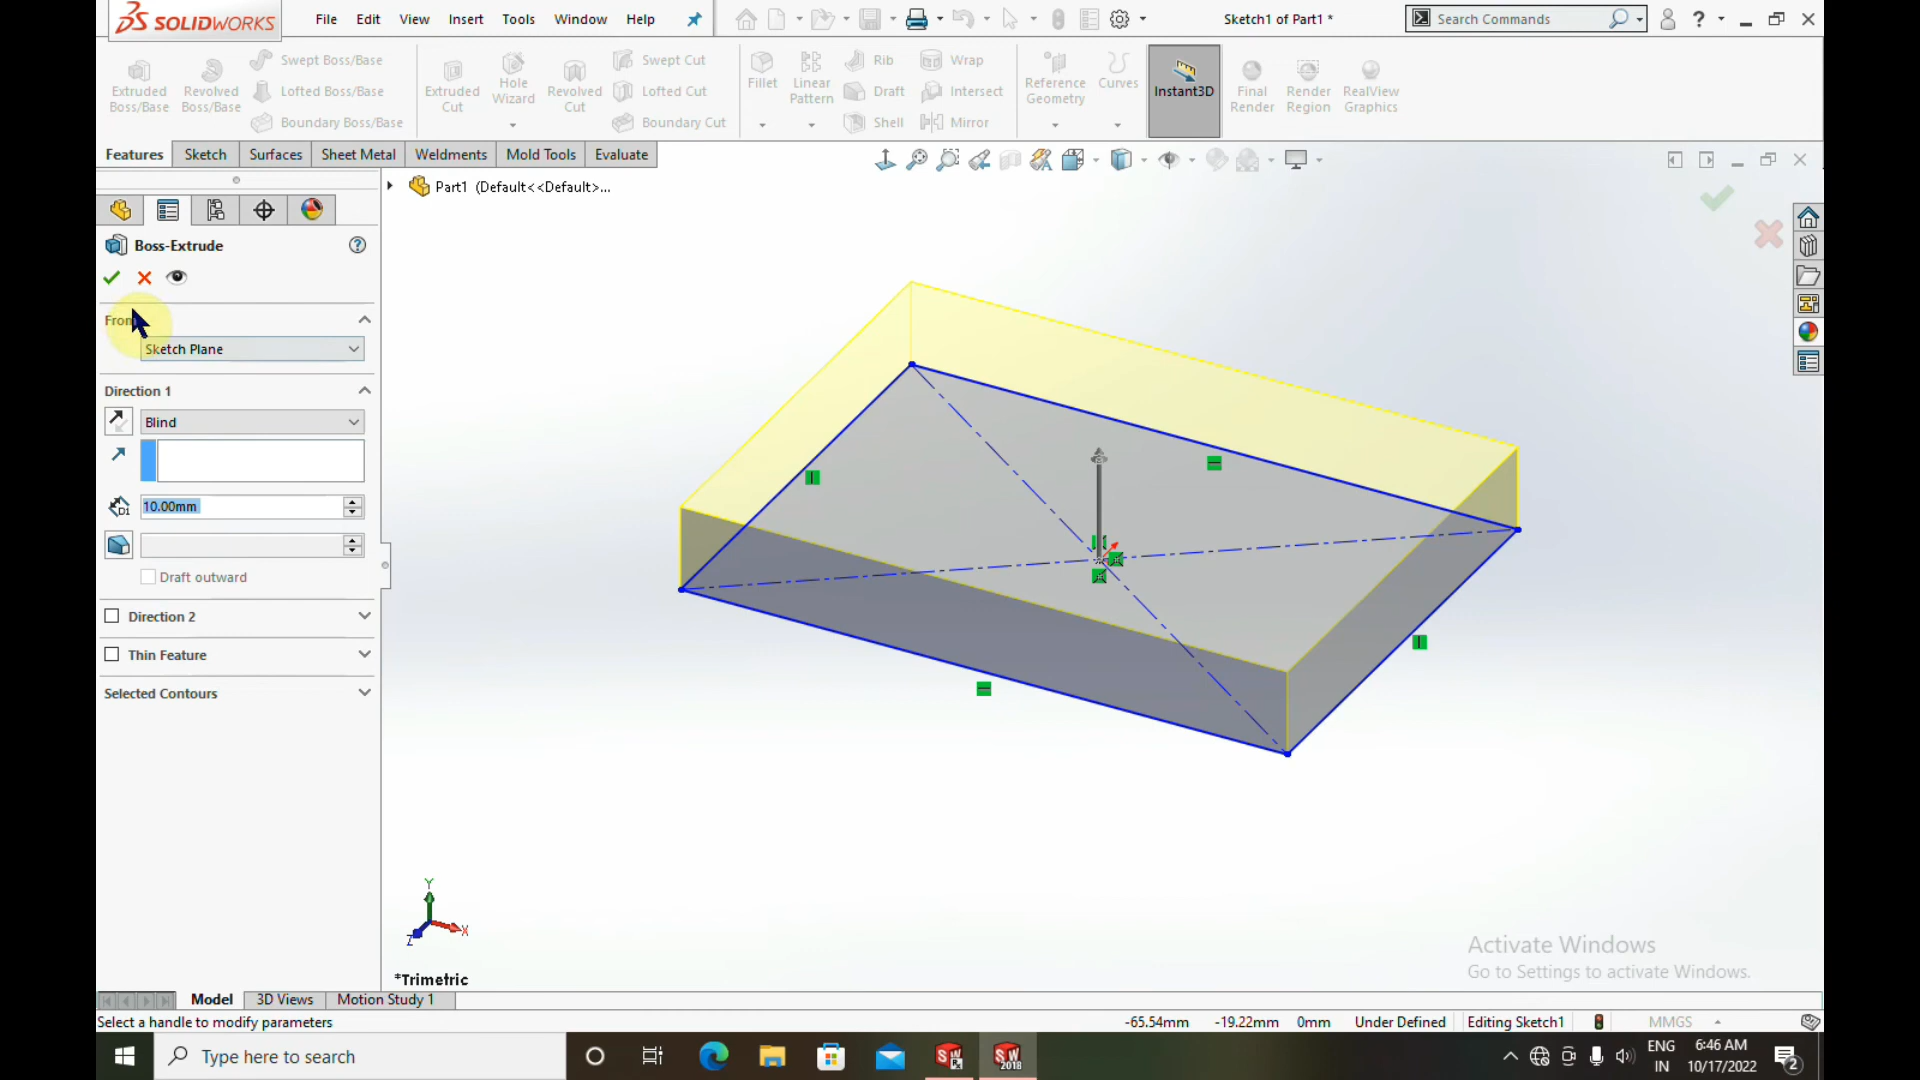 SOLIDWORKS File Edit View Insert Tools Window Help Sketch1 of Part1 * Search Commands ?
Extruded Boss/Base
Revolved Boss/Base
Swept Boss/Base
Lofted Boss/Base
Boundary Boss/Base
Extruded Cut
Hole Wizard
Revolved Cut
Swept Cut
Lofted Cut
Boundary Cut
Fillet
Linear Pattern
Rib
Draft
Shell
Wrap
Intersect
Mirror
Reference Geometry
Curves
Instant3D
Final Render
Render Region
RealView Graphics
Features Sketch Surfaces Sheet Metal Weldments Mold Tools Evaluate
Part1 (Default<<Default>...
Boss-Extrude ?
From
Sketch Plane
Direction 1
Blind
D1 10.00mm
Draft outward
Direction 2
Thin Feature
Selected Contours
Y
X
Z
*Trimetric
Activate Windows
Go to Settings to activate Windows.
Model 3D Views Motion Study 1
Select a handle to modify parameters -65.54mm -19.22mm 0mm Under Defined Editing Sketch1 MMGS
Type here to search SW SW 2018 ENG IN 6:46 AM 10/17/2022 2